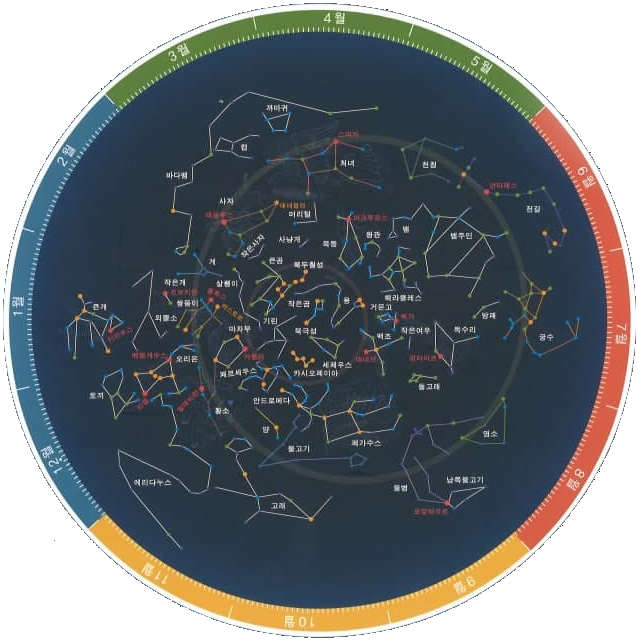 4월
3월
5월
까마귀
컵
스피카
처녀
천칭
2월
바다뱀
안타레스
6월
사자
데네볼라
머리털
레굴루스
천갈
아크투루스
작은사자
사냥개
목동
왕관
뱀
뱀주인
게
큰곰
북두칠성
작은개
살쾡이
프로키온
쌍둥이
폴룩스
카스토르
작은곰
용
헤라클레스
거문고
베가
방패
1월
큰개
시리우스
외뿔소
마차부
기린
북극성
백조
작은여우
독수리
궁수
7월
베텔게우스
오리온
카펠라
페르세우스
세페우스
카시오페이아
데네브
알타이르
돌고래
토끼
리겔
알데바란
황소
안드로메다
양
페가수스
염소
12월
에리다누스
물고기
고래
물병
남쪽물고기
포말하우트
8월
11월
10월
9월